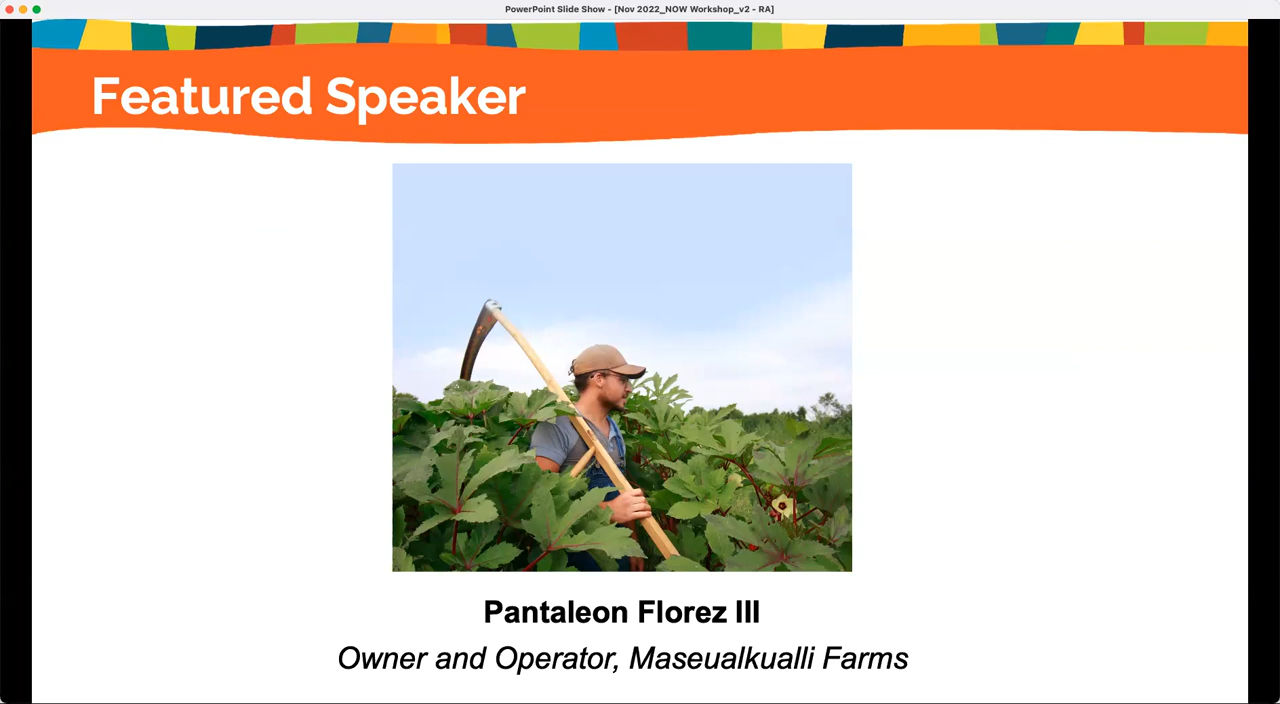 PowerPoint Slide Show - [Nov 2022_NOW Workshop_v2 - RA]
Featured Speaker
Pantaleon Florez III
Owner and Operator, Maseualkualli Farms